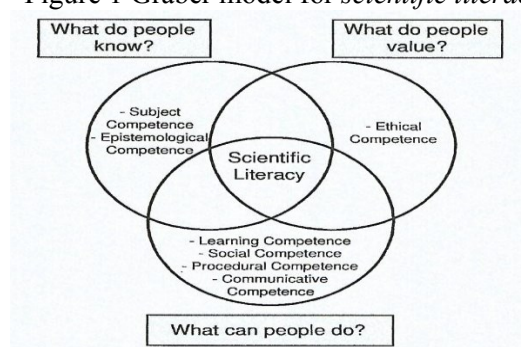 Figure 1 Gräber model for scientific litera
What do people
know?
What do people
value?
- Subject
Competence
- Epistemological
Competence
- Ethical
Competence
Scientific
Literacy
- Learning Competence
- Social Competence
- Procedural Competence
- Communicative
Competence
What can people do?